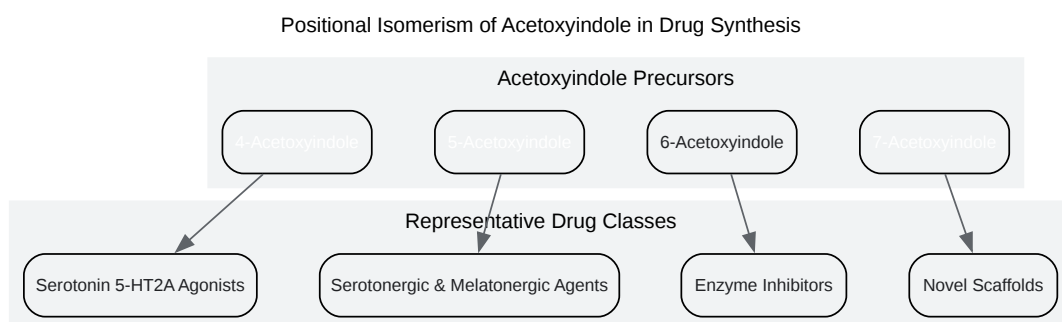 Positional Isomerism of Acetoxyindole in Drug Synthesis
Acetoxyindole Precursors
4-Acetoxyindole
5-Acetoxyindole
6-Acetoxyindole
7-Acetoxyindole
Representative Drug Classes
Serotonin 5-HT2A Agonists
Serotonergic & Melatonergic Agents
Enzyme Inhibitors
Novel Scaffolds